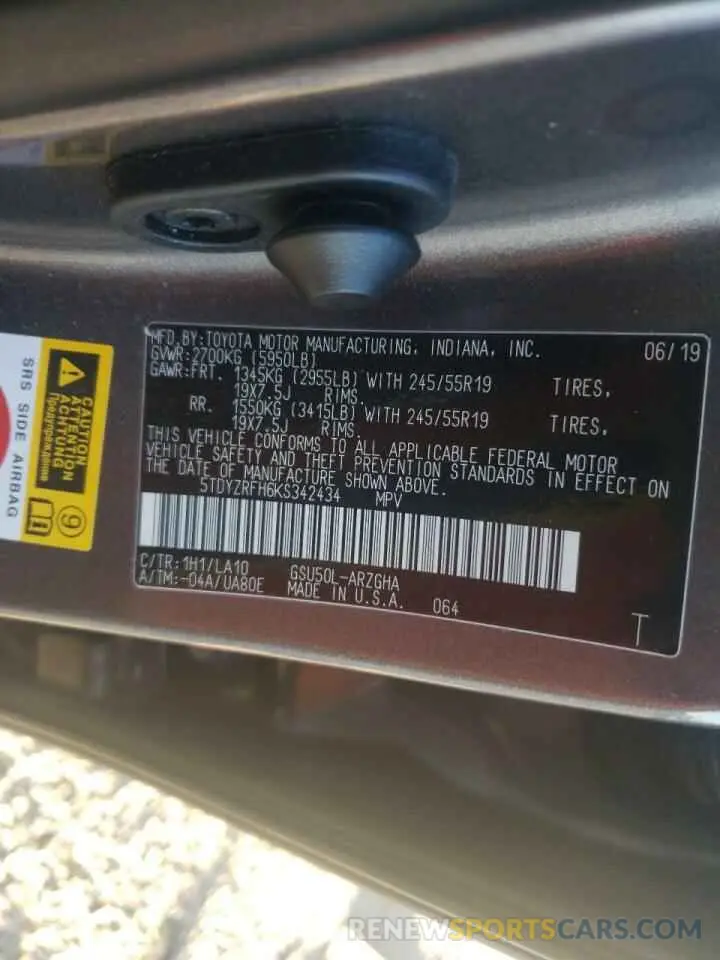 MFD.BY:TOYOTA MOTOR MANUFACTURING, INDIANA, INC. 06/19
GVWR:2700KG (5950LB)
GAWR:FRT. 1345KG (2955LB) WITH 245/55R19 TIRES,
19X7.5J RIMS.
RR. 1550KG (3415LB) WITH 245/55R19 TIRES,
19X7.5J RIMS.
THIS VEHICLE CONFORMS TO ALL APPLICABLE FEDERAL MOTOR
VEHICLE SAFETY AND THEFT PREVENTION STANDARDS IN EFFECT ON
THE DATE OF MANUFACTURE SHOWN ABOVE.
5TDYZRFH6KS342434 MPV
C/TR:1H1/LA10 GSU50L-ARZGHA
A/TM:-04A/UA80E MADE IN U.S.A. 064
T
SRS SIDE AIRBAG
CAUTION
ATTENTION
ACHTUNG
Предупреждение
9
RENEWSPORTSCARS.COM